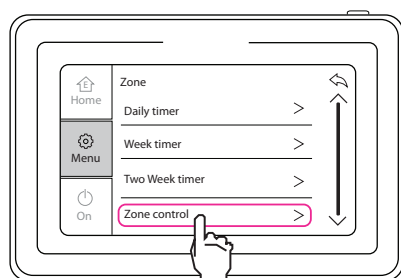 E
Home
Menu
On
Zone
Daily timer
Week timer
Two Week timer
Zone control